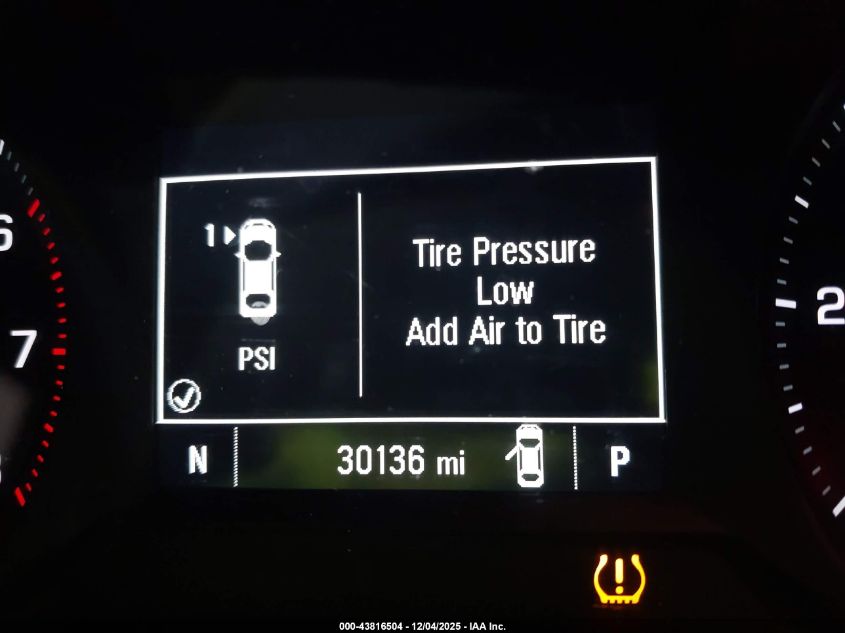 6
7
1
PSI
Tire Pressure
Low
Add Air to Tire
2
N
30136 mi
P
000-43816504 - 12/04/2025 - IAA Inc.